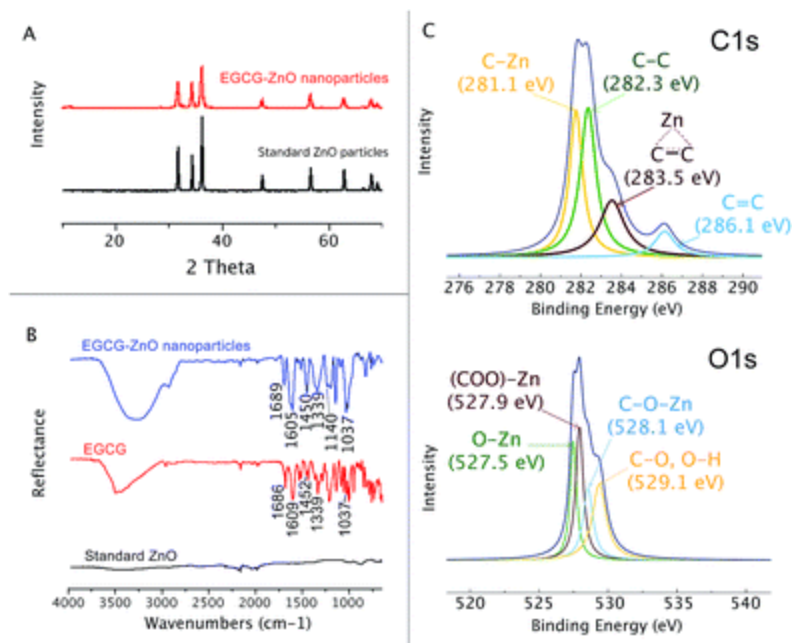 A
EGCG-ZnO nanoparticles
Standard ZnO particles
Intensity
20
40
60
2 Theta
B
EGCG-ZnO nanoparticles
1689
1605
1450
1339
1140
1037
EGCG
1686
1609
1452
1339
1037
Standard ZnO
Reflectance
4000
3500
3000
2500
2000
1500
1000
Wavenumbers (cm-1)
C
C1s
C-Zn
(281.1 eV)
C-C
(282.3 eV)
Zn
C=C
(283.5 eV)
C=C
(286.1 eV)
Intensity
276 278 280 282 284 286 288 290
Binding Energy (eV)
O1s
(COO)-Zn
(527.9 eV)
O-Zn
(527.5 eV)
C-O-Zn
(528.1 eV)
C-O, O-H
(529.1 eV)
Intensity
520 525 530 535 540
Binding Energy (eV)